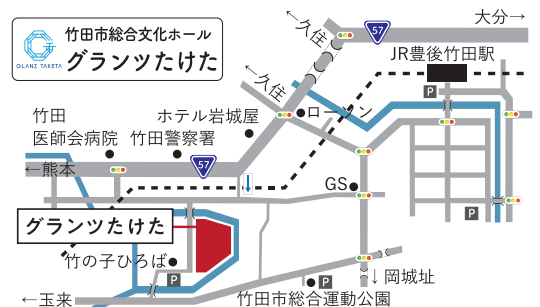 竹田市総合文化ホール
グランツたけた
GLANZ TAKETA
←久住
57
大分→
JR豊後竹田駅
P
←久住
ローソン
ホテル岩城屋
竹田
医師会病院
竹田警察署
←熊本
57
GS
P
グランツたけた
竹の子ひろば
P
↓岡城址
P
←玉来
竹田市総合運動公園